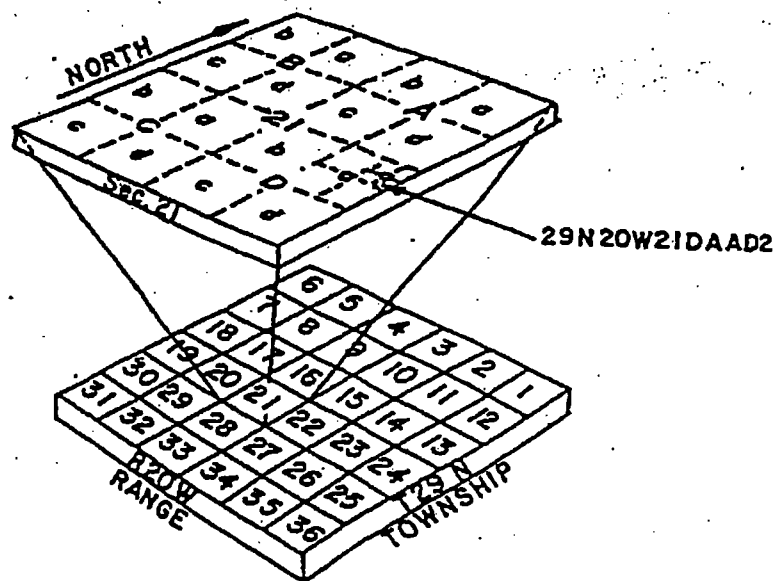 b
NORTH
c B a
b d b
c C a 2 c A a
d b d
c D a
Sec. 21
d
29N20W21DAAD2
6 5 4 3 2 1
7 8 9 10 11 12
18 17 16 15 14 13
19 20 21 22 23 24
30 29 28 27 26 25
31 32 33 34 35 36
R20W
RANGE
T29N
TOWNSHIP